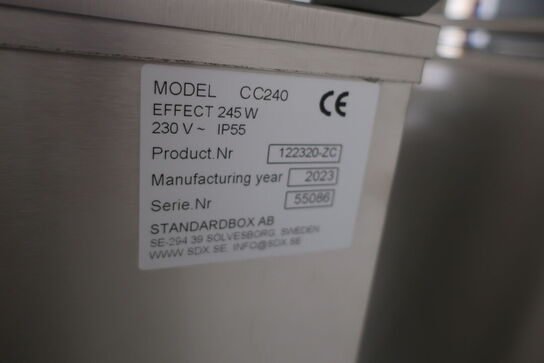 MODEL CC240
CE
EFFECT 245 W
230 V ~ IP55
Product.Nr 122320-ZC
Manufacturing year 2023
Serie.Nr 55086
STANDARDBOX AB
SE-294 39 SÖLVESBORG SWEDEN
WWW.SDX.SE INFO@SDX.SE